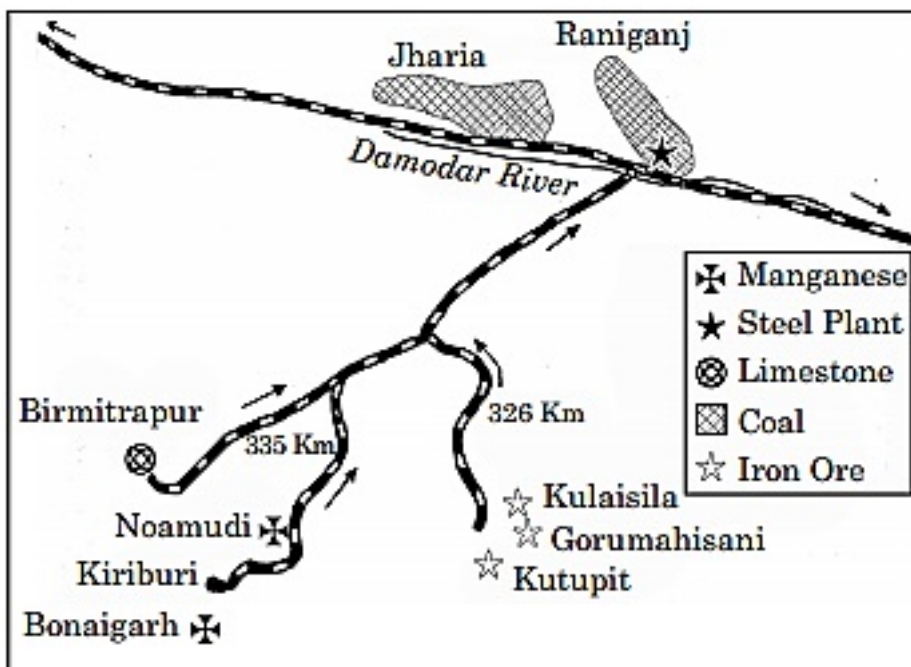 Raniganj
Jharia
Damodar River
Manganese
Steel Plant
Limestone
Coal
Iron Ore
Birmitrapur
335 Km
326 Km
Noamudi
Kiriburi
Bonaigarh
Kulaisila
Gorumahisani
Kutupit